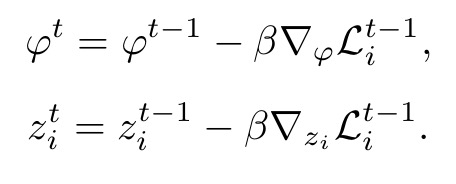 φ^t = φ^{t−1} − β∇_φ ℒ_i^{t−1},
z_i^t = z_i^{t−1} − β∇_{z_i} ℒ_i^{t−1}.